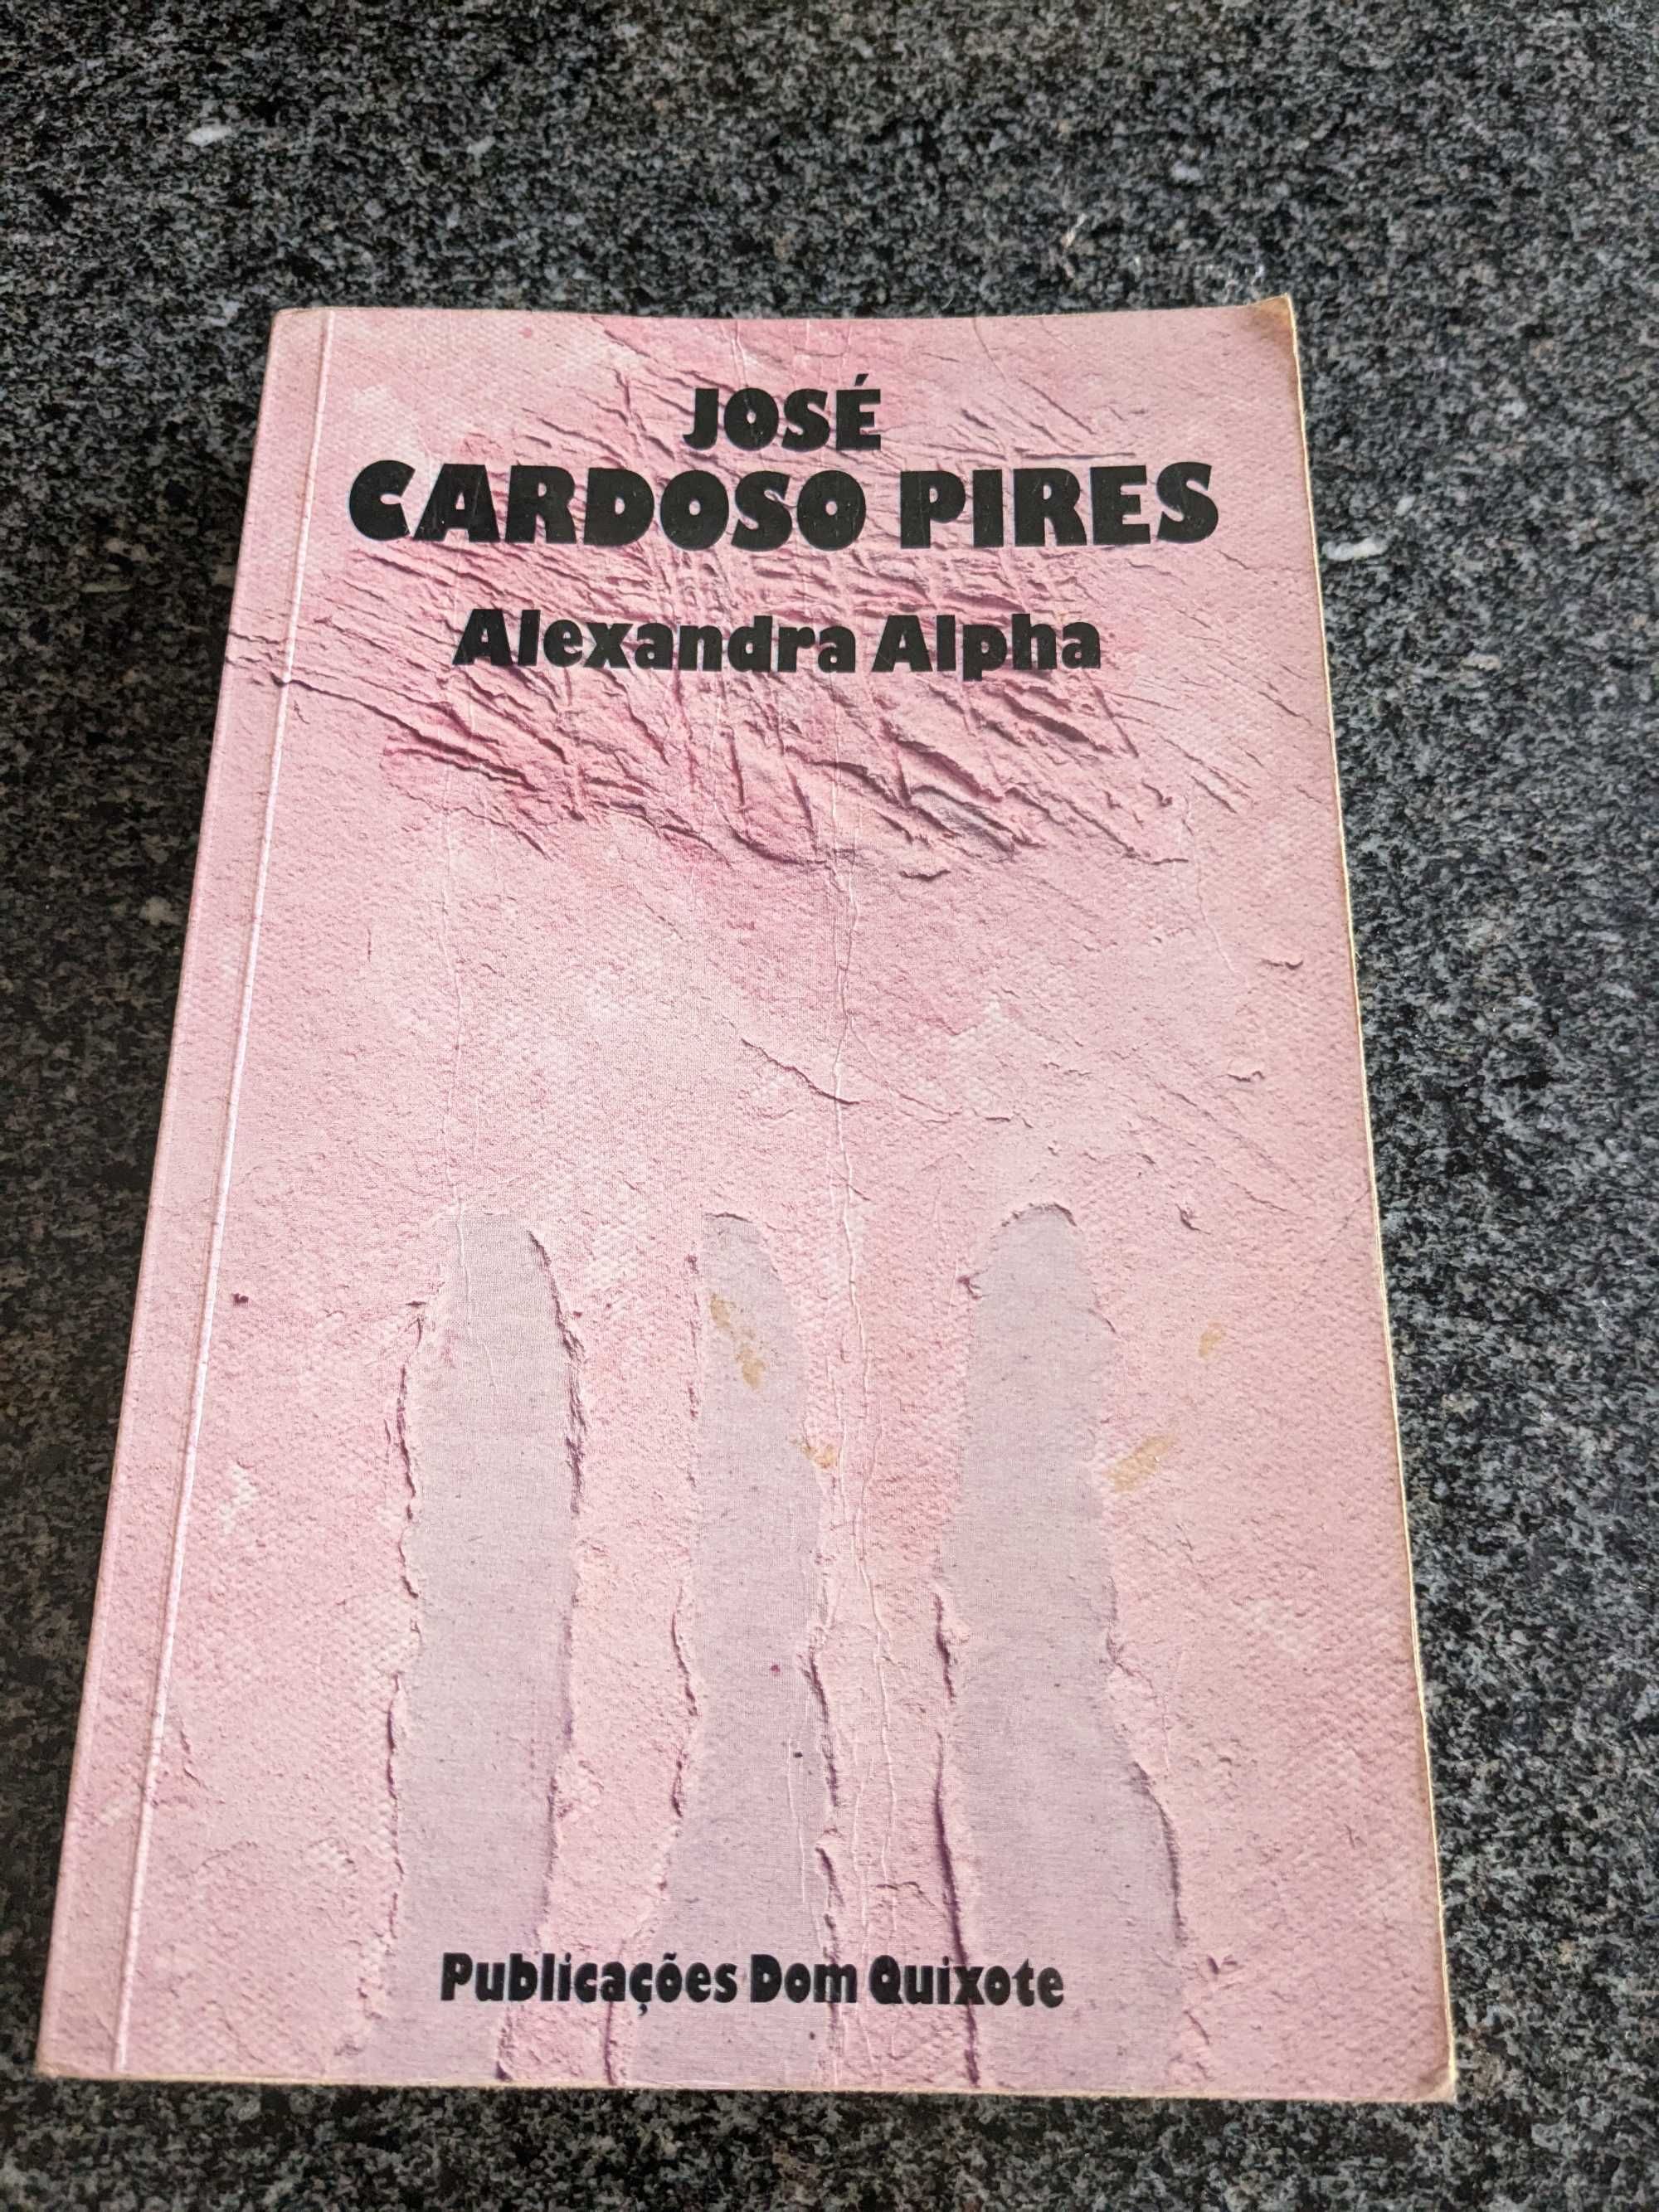 JOSÉ
CARDOSO PIRES
Alexandra Alpha
Publicações Dom Quixote